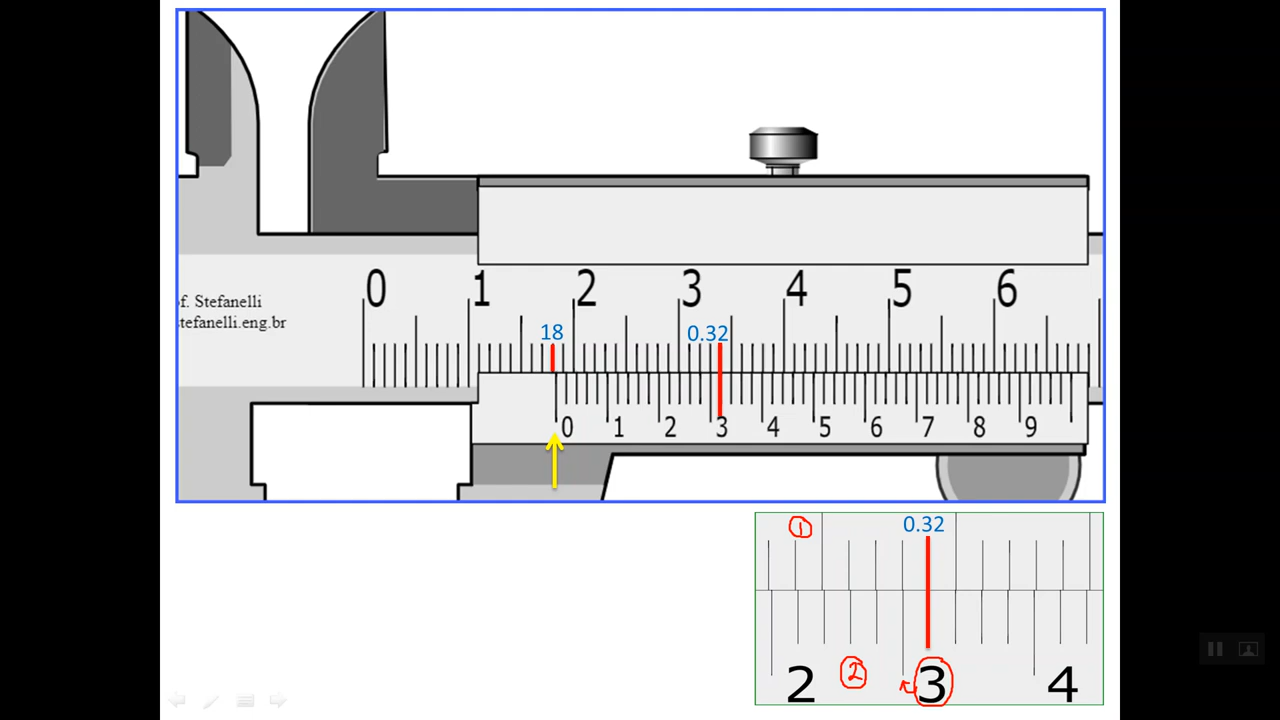 0 1 2 3 4 5 6
of. Stefanelli
stefanelli.eng.br
18 0.32
0 1 2 3 4 5 6 7 8 9
1 0.32
2 2 3 4